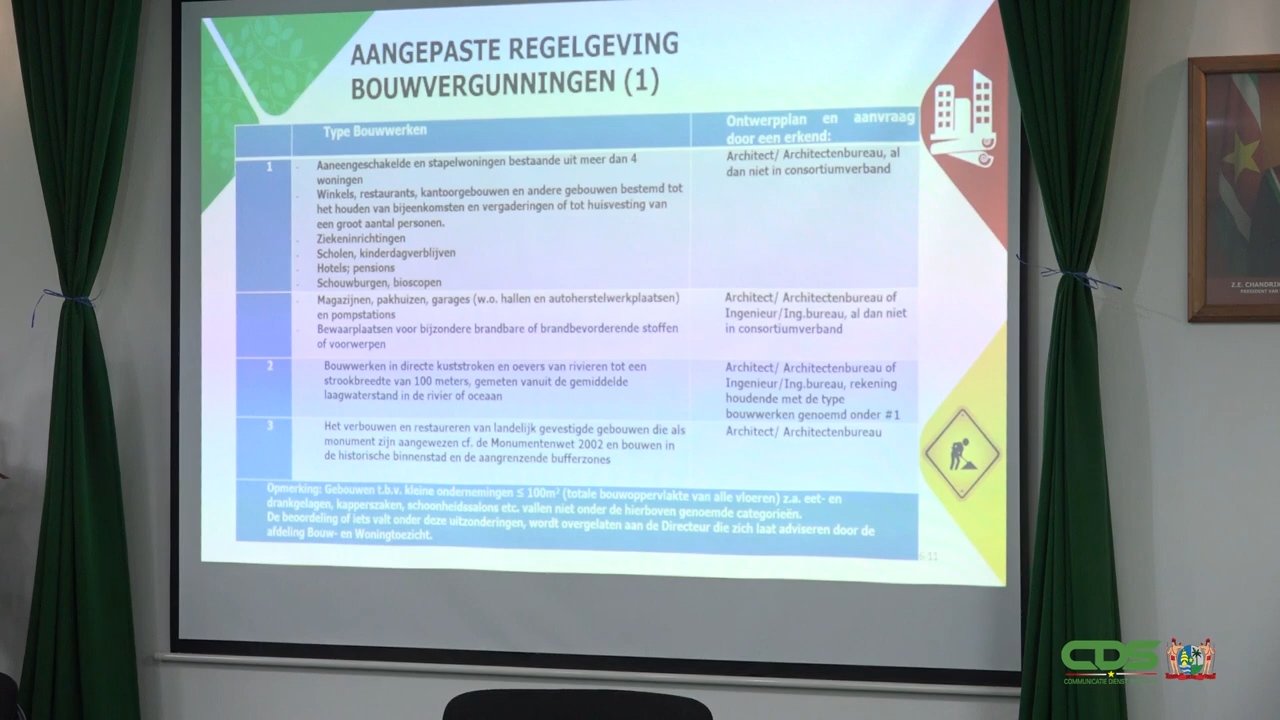 AANGEPASTE REGELGEVING
BOUWVERGUNNINGEN (1)
Type Bouwwerken
Ontwerpplan en aanvraag
door een erkend:
1
Aaneengeschakelde en stapelwoningen bestaande uit meer dan 4
woningen
Winkels, restaurants, kantoorgebouwen en andere gebouwen bestemd tot
het houden van bijeenkomsten en vergaderingen of tot huisvesting van
een groot aantal personen.
Ziekeninrichtingen
Scholen, kinderdagverblijven
Hotels; pensions
Schouwburgen, bioscopen
Architect/ Architectenbureau, al
dan niet in consortiumverband
Magazijnen, pakhuizen, garages (w.o. hallen en autoherstelwerkplaatsen)
en pompstations
Bewaarplaatsen voor bijzondere brandbare of brandbevorderende stoffen
of voorwerpen
Architect/ Architectenbureau of
Ingenieur/Ing.bureau, al dan niet
in consortiumverband
2
Bouwwerken in directe kuststroken en oevers van rivieren tot een
strookbreedte van 100 meters, gemeten vanuit de gemiddelde
laagwaterstand in de rivier of oceaan
Architect/ Architectenbureau of
Ingenieur/Ing.bureau, rekening
houdende met de type
bouwwerken genoemd onder #1
3
Het verbouwen en restaureren van landelijk gevestigde gebouwen die als
monument zijn aangewezen cf. de Monumentenwet 2002 en bouwen in
de historische binnenstad en de aangrenzende bufferzones
Architect/ Architectenbureau
Opmerking: Gebouwen t.b.v. kleine ondernemingen ≤ 100m² (totale bouwoppervlakte van alle vloeren) z.a. eet- en
drankgelagen, kapperszaken, schoonheidssalons etc. vallen niet onder de hierboven genoemde categorieën.
De beoordeling of iets valt onder deze uitzonderingen, wordt overgelaten aan de Directeur die zich laat adviseren door de
afdeling Bouw- en Woningtoezicht.
Z.E. CHANDRI
CDS
COMMUNICATIE DIENST